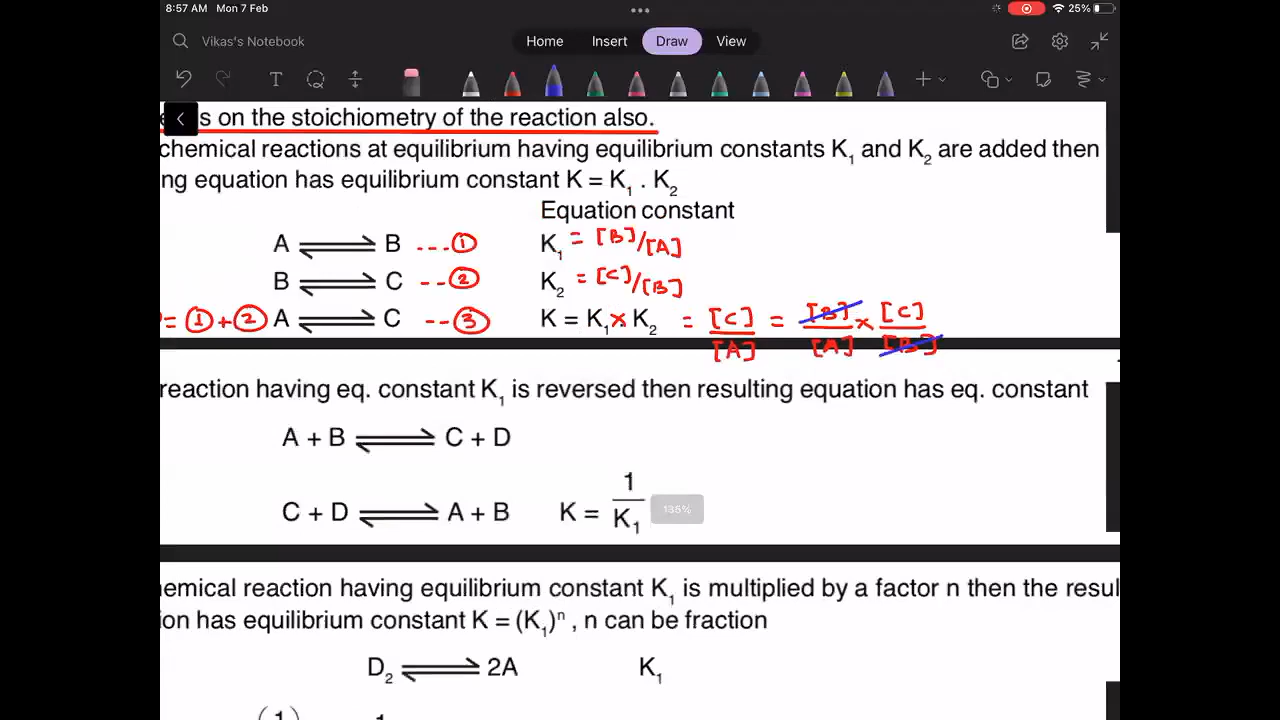 8:57 AM Mon 7 Feb
25%
Vikas's Notebook
Home Insert Draw View
s on the stoichiometry of the reaction also.
chemical reactions at equilibrium having equilibrium constants K₁ and K₂ are added then
ng equation has equilibrium constant K = K₁ . K₂
Equation constant
A ⇌ B ---① K₁ = [B]/[A]
B ⇌ C --② K₂ = [C]/[B]
= ①+② A ⇌ C --③ K = K₁ × K₂ = [C]/[A] = [B]/[A] × [C]/[B]
reaction having eq. constant K₁ is reversed then resulting equation has eq. constant
A + B ⇌ C + D
C + D ⇌ A + B K = 1/K₁
135%
emical reaction having equilibrium constant K₁ is multiplied by a factor n then the resul
ion has equilibrium constant K = (K₁)ⁿ , n can be fraction
D₂ ⇌ 2A K₁